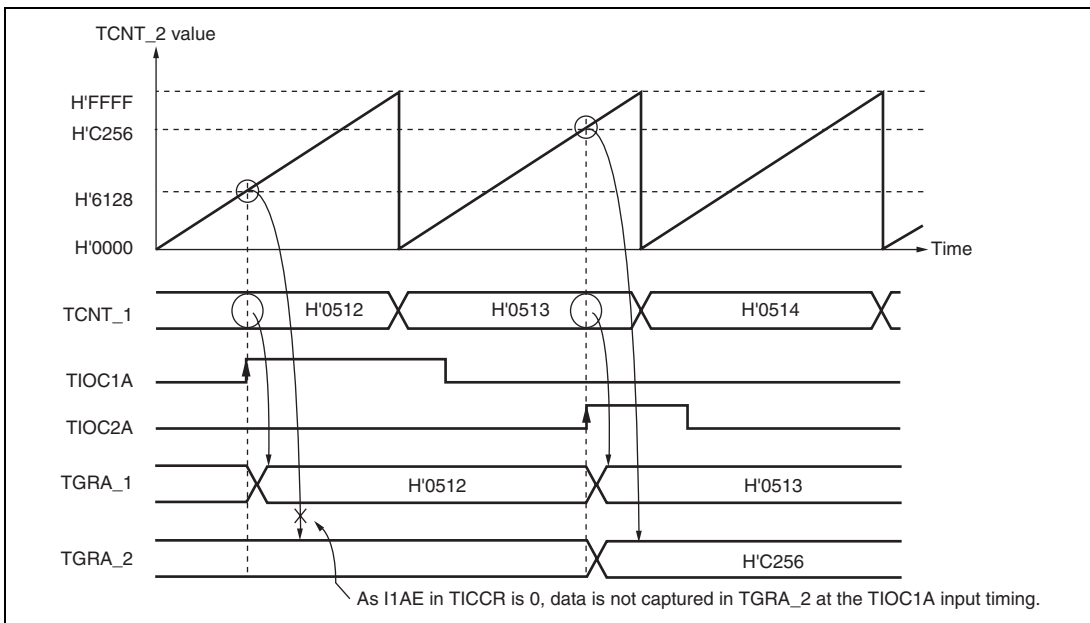 TCNT_2 value
H'FFFF
H'C256
H'6128
H'0000
Time
TCNT_1
H'0512
H'0513
H'0514
TIOC1A
TIOC2A
TGRA_1
H'0512
H'0513
TGRA_2
H'C256
As I1AE in TICCR is 0, data is not captured in TGRA_2 at the TIOC1A input timing.